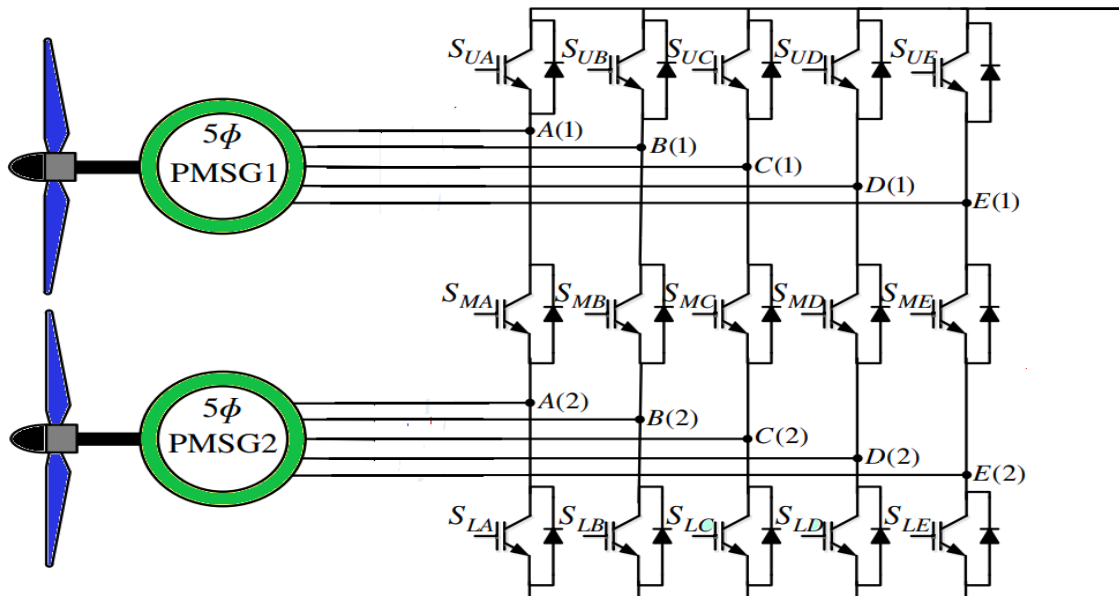 S_UA S_UB S_UC S_UD S_UE
5ϕ
PMSG1
A(1)
B(1)
C(1)
D(1)
E(1)
S_MA S_MB S_MC S_MD S_ME
5ϕ
PMSG2
A(2)
B(2)
C(2)
D(2)
E(2)
S_LA S_LB S_LC S_LD S_LE